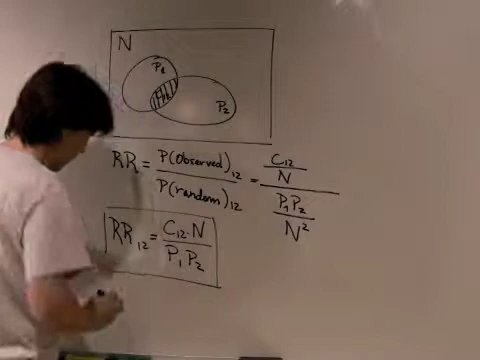 N
P₁
P₂
RR = P(Observed)₁₂ / P(random)₁₂ = (C₁₂ / N) / (P₁P₂ / N²)
RR₁₂ = C₁₂·N / P₁P₂